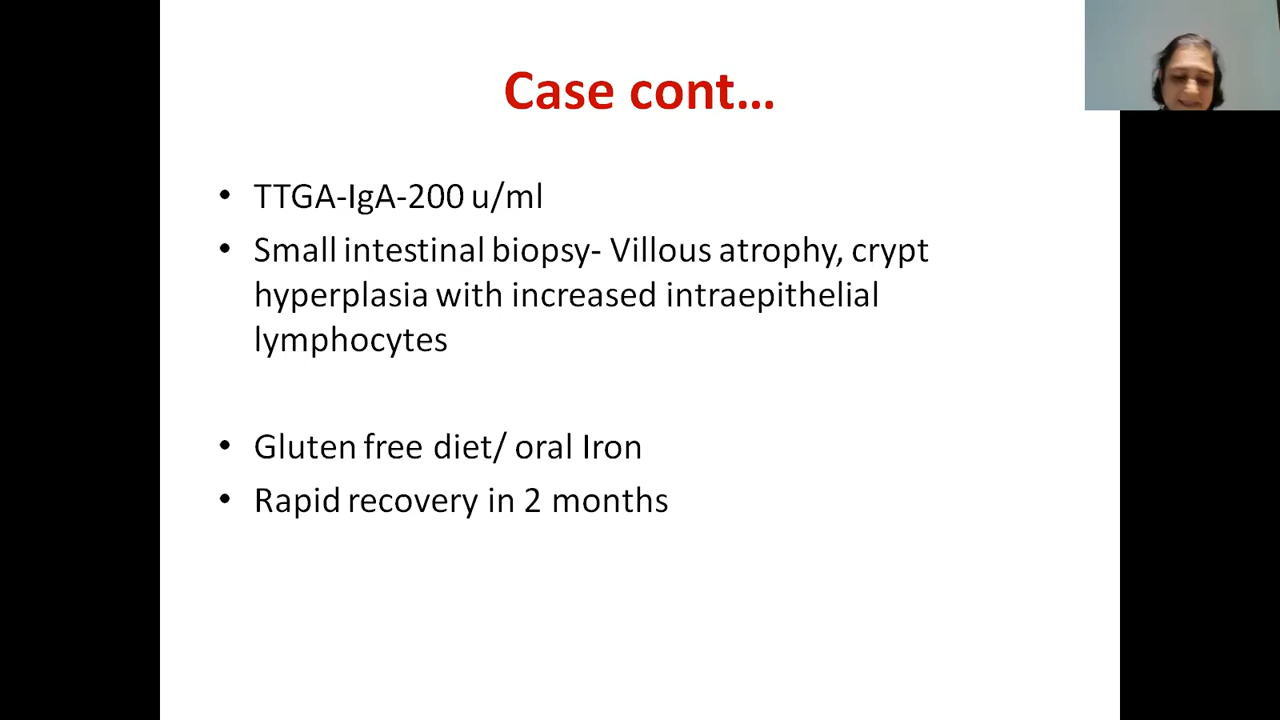 Case cont...
• TTGA-IgA-200 u/ml
• Small intestinal biopsy- Villous atrophy, crypt
hyperplasia with increased intraepithelial
lymphocytes
• Gluten free diet/ oral Iron
• Rapid recovery in 2 months